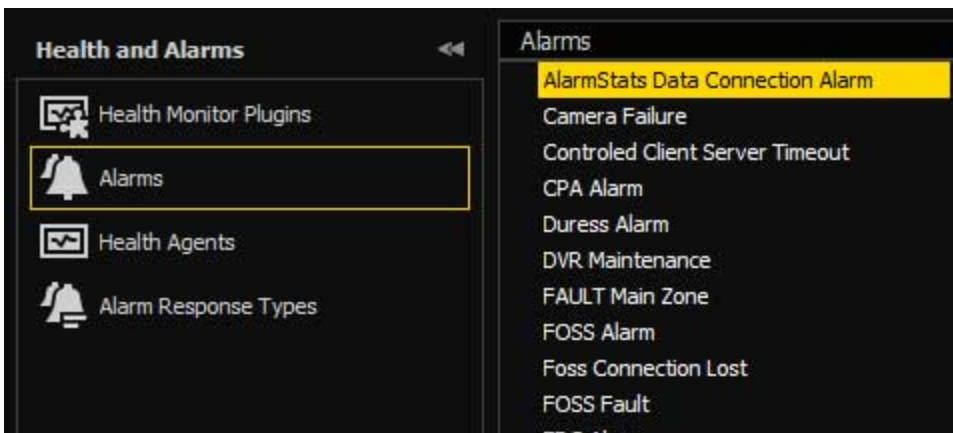 Health and Alarms
Health Monitor Plugins
Alarms
Health Agents
Alarm Response Types
Alarms
AlarmStats Data Connection Alarm
Camera Failure
Controled Client Server Timeout
CPA Alarm
Duress Alarm
DVR Maintenance
FAULT Main Zone
FOSS Alarm
Foss Connection Lost
FOSS Fault